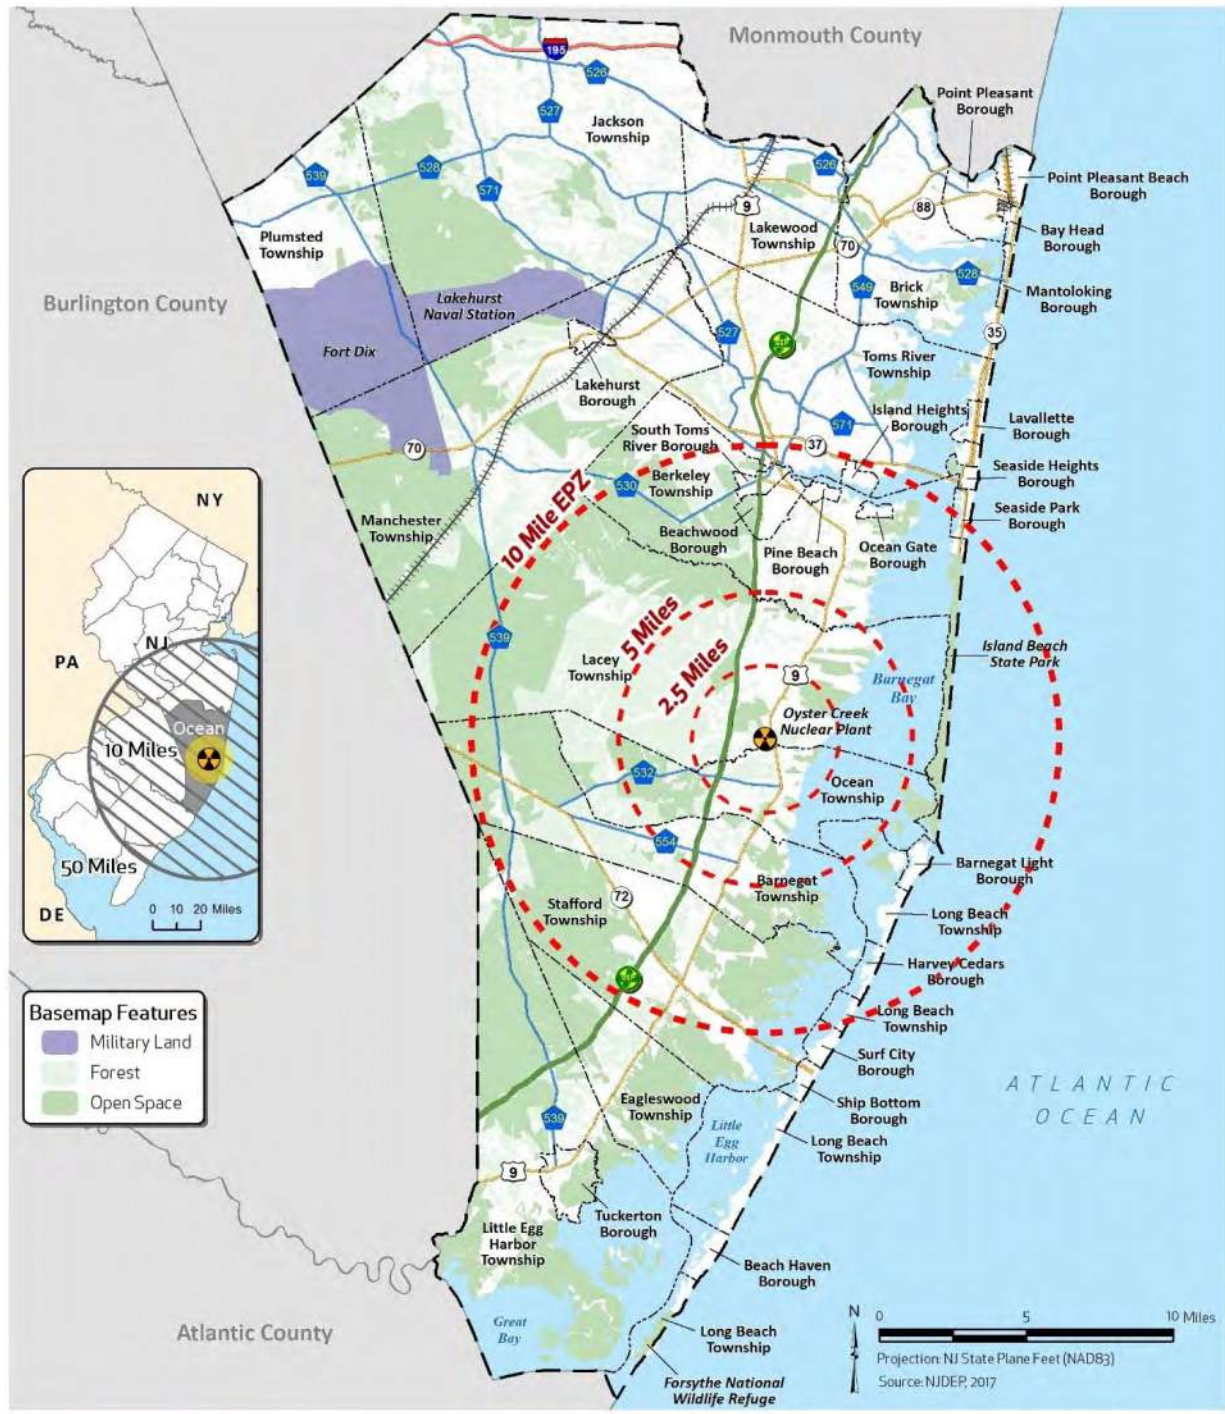 Monmouth County
195
526
Point Pleasant
Borough
527
Jackson
Township
539
528
571
526
Point Pleasant Beach
Borough
9
88
Plumsted
Township
Lakewood
Township
70
Bay Head
Borough
528
549
Brick
Township
Mantoloking
Borough
Burlington County
Lakehurst
Naval Station
Fort Dix
527
35
Toms River
Township
Lakehurst
Borough
Island Heights
Borough
571
Lavallette
Borough
South Toms
River Borough
37
70
Seaside Heights
Borough
530
Berkeley
Township
10 Mile EPZ
Seaside Park
Borough
Manchester
Township
Beachwood
Borough
Pine Beach
Borough
Ocean Gate
Borough
NY
PA
NJ
Ocean
10 Miles
50 Miles
DE
0 10 20 Miles
539
5 Miles
2.5 Miles
Lacey
Township
9
Barnegat
Bay
Island Beach
State Park
Oyster Creek
Nuclear Plant
532
Ocean
Township
554
Barnegat Light
Borough
Barnegat
Township
72
Stafford
Township
Long Beach
Township
Harvey Cedars
Borough
Long Beach
Township
Basemap Features
Military Land
Forest
Open Space
Surf City
Borough
ATLANTIC
OCEAN
Ship Bottom
Borough
539
Eagleswood
Township
Little
Egg
Harbor
Long Beach
Township
9
Tuckerton
Borough
Little Egg
Harbor
Township
Beach Haven
Borough
Atlantic County
Great
Bay
Long Beach
Township
Forsythe National
Wildlife Refuge
N
0 5 10 Miles
Projection: NJ State Plane Feet (NAD83)
Source: NJDEP, 2017